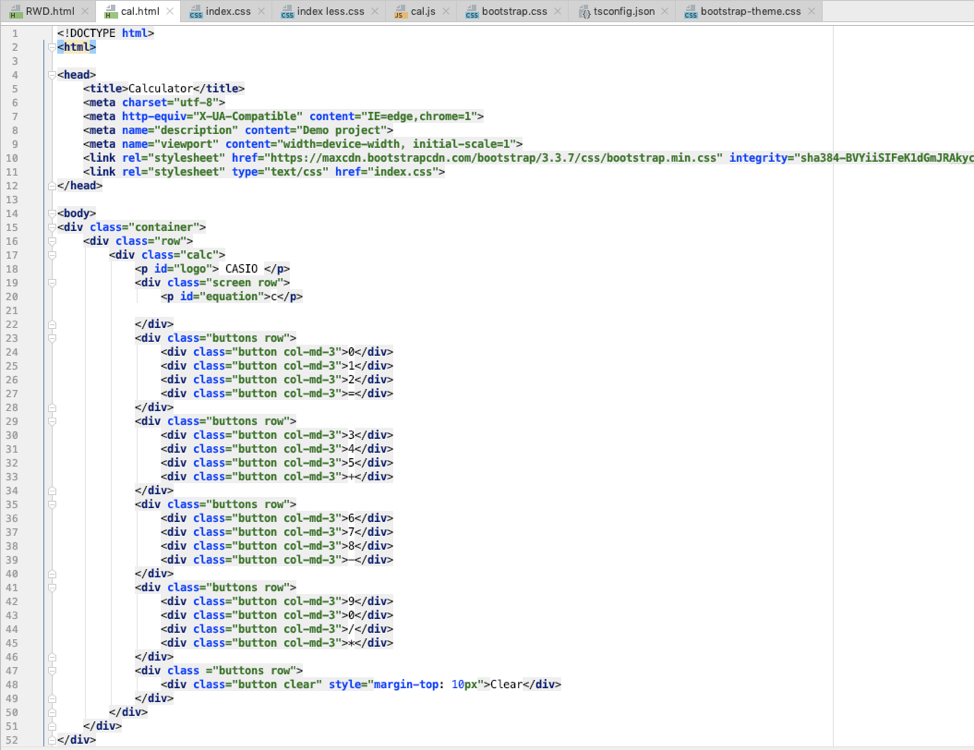 RWD.html cal.html index.css index less.css cal.js bootstrap.css tsconfig.json bootstrap-theme.css
1 <!DOCTYPE html>
2 <html>
3
4 <head>
5 <title>Calculator</title>
6 <meta charset="utf-8">
7 <meta http-equiv="X-UA-Compatible" content="IE=edge,chrome=1">
8 <meta name="description" content="Demo project">
9 <meta name="viewport" content="width=device-width, initial-scale=1">
10 <link rel="stylesheet" href="https://maxcdn.bootstrapcdn.com/bootstrap/3.3.7/css/bootstrap.min.css" integrity="sha384-BVYiiSIFeK1dGmJRAkyc
11 <link rel="stylesheet" type="text/css" href="index.css">
12 </head>
13
14 <body>
15 <div class="container">
16 <div class="row">
17 <div class="calc">
18 <p id="logo"> CASIO </p>
19 <div class="screen row">
20 <p id="equation">c</p>
21
22 </div>
23 <div class="buttons row">
24 <div class="button col-md-3">0</div>
25 <div class="button col-md-3">1</div>
26 <div class="button col-md-3">2</div>
27 <div class="button col-md-3">=</div>
28 </div>
29 <div class="buttons row">
30 <div class="button col-md-3">3</div>
31 <div class="button col-md-3">4</div>
32 <div class="button col-md-3">5</div>
33 <div class="button col-md-3">+</div>
34 </div>
35 <div class="buttons row">
36 <div class="button col-md-3">6</div>
37 <div class="button col-md-3">7</div>
38 <div class="button col-md-3">8</div>
39 <div class="button col-md-3">—</div>
40 </div>
41 <div class="buttons row">
42 <div class="button col-md-3">9</div>
43 <div class="button col-md-3">0</div>
44 <div class="button col-md-3">/</div>
45 <div class="button col-md-3">*</div>
46 </div>
47 <div class ="buttons row">
48 <div class="button clear" style="margin-top: 10px">Clear</div>
49 </div>
50 </div>
51 </div>
52 </div>